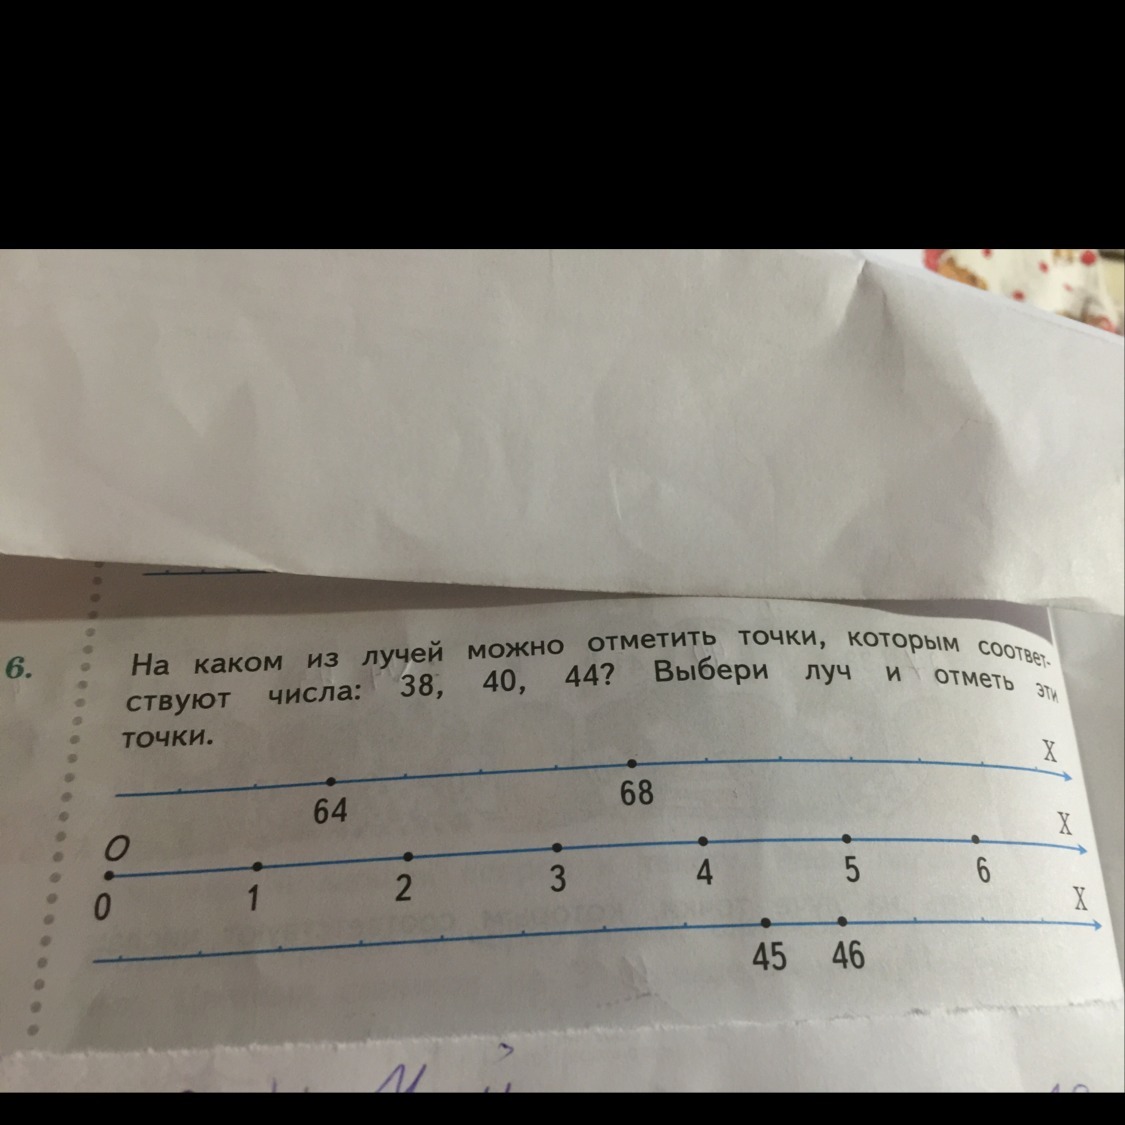 6.
На каком из лучей можно отметить точки, которым соответ-
ствуют числа: 38, 40, 44? Выбери луч и отметь эти
точки.
X
64 68
O X
0 1 2 3 4 5 6
X
45 46